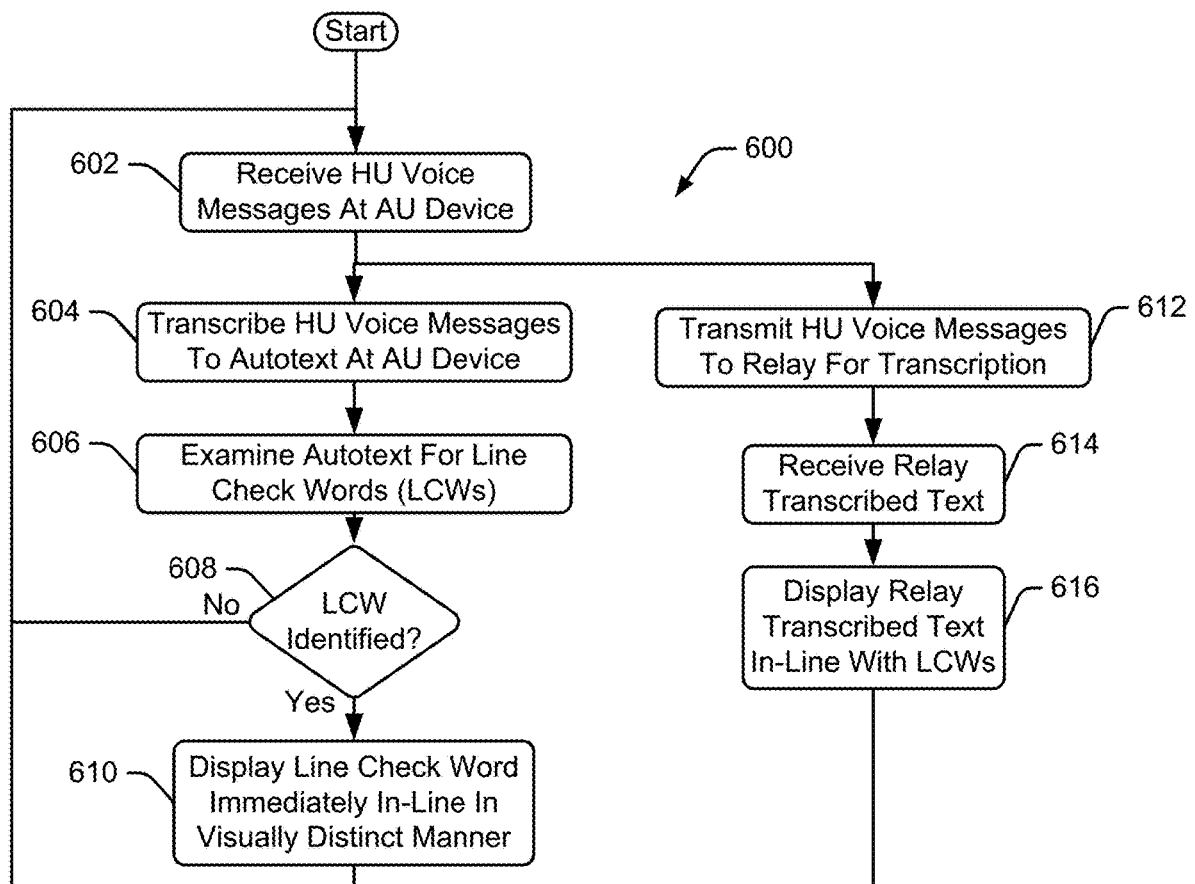 Start
600
602
Receive HU Voice
Messages At AU Device
604
Transcribe HU Voice Messages
To Autotext At AU Device
612
Transmit HU Voice Messages
To Relay For Transcription
606
Examine Autotext For Line
Check Words (LCWs)
614
Receive Relay
Transcribed Text
608
LCW
Identified?
No
Yes
616
Display Relay
Transcribed Text
In-Line With LCWs
610
Display Line Check Word
Immediately In-Line In
Visually Distinct Manner